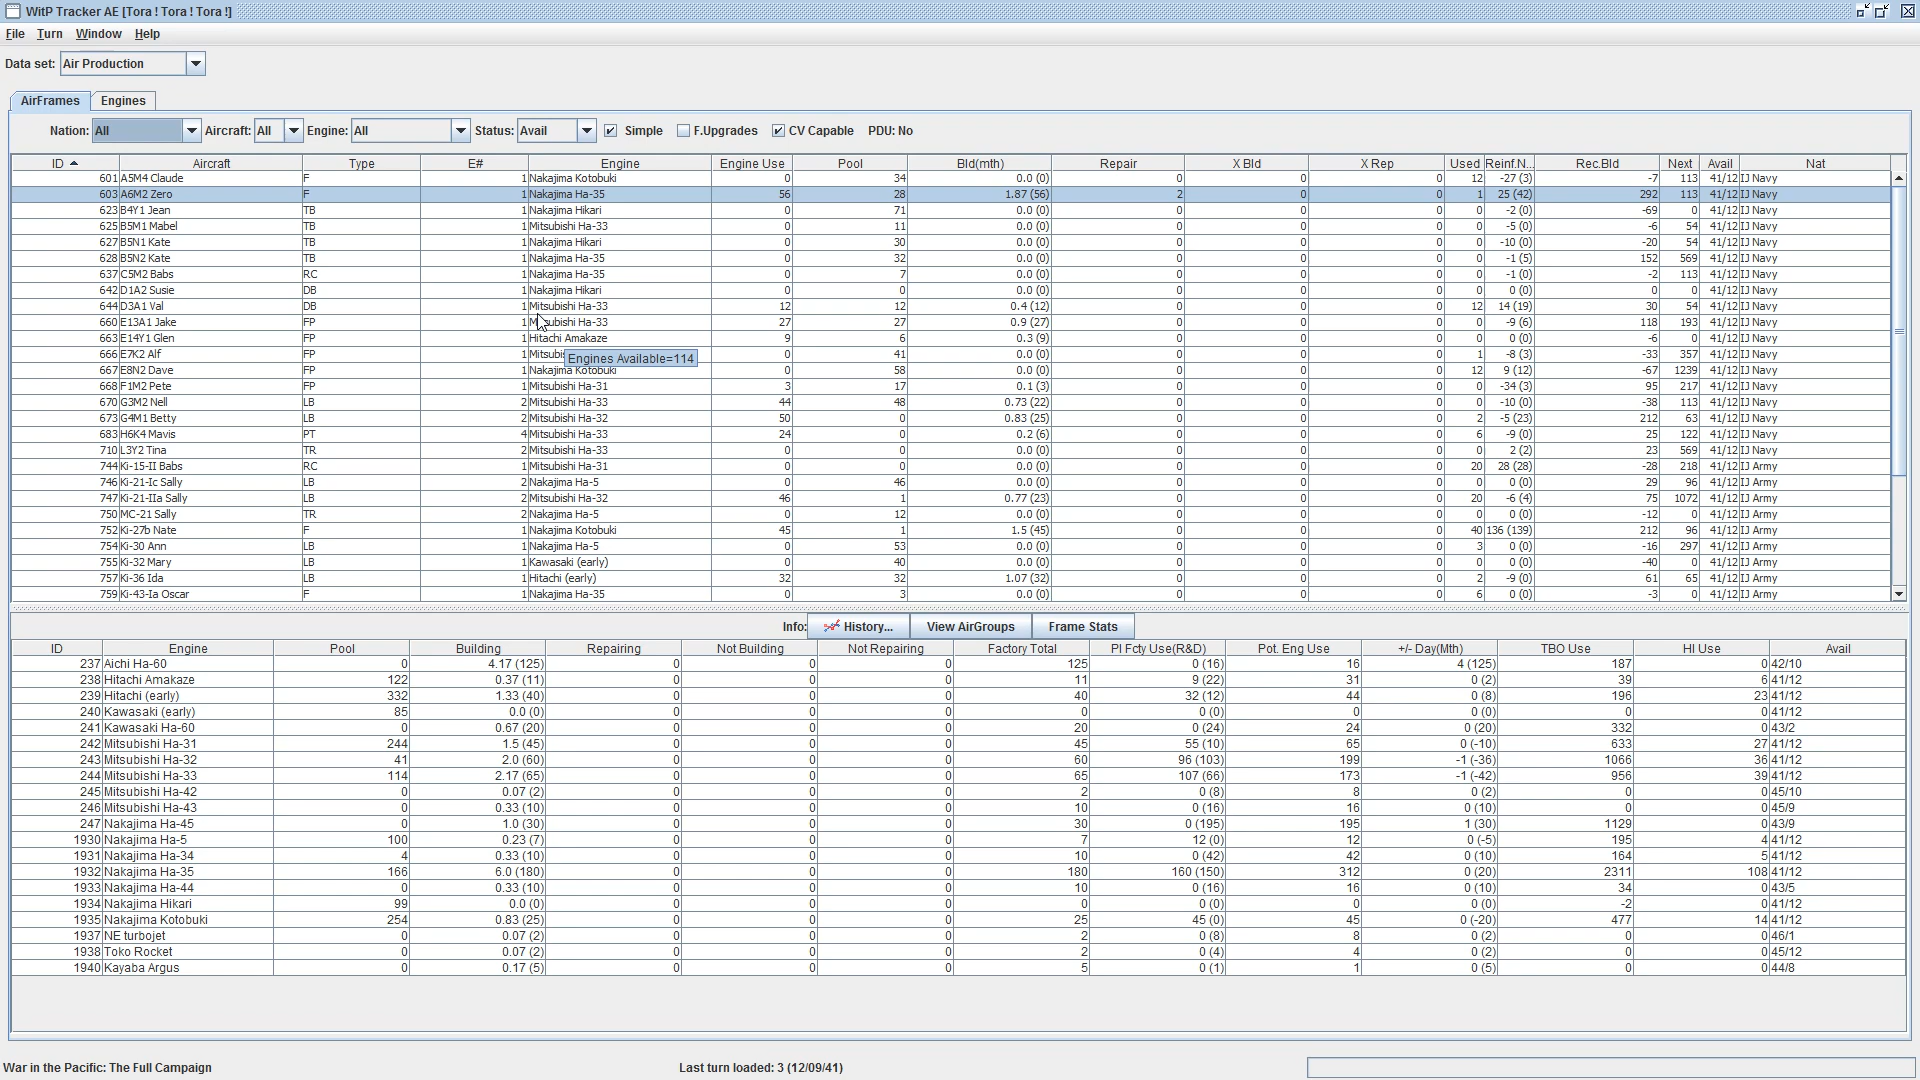 WitP Tracker AE [Tora ! Tora ! Tora !]
File Turn Window Help
Data set: Air Production
AirFrames Engines
Nation: All Aircraft: All Engine: All Status: Avail Simple F.Upgrades CV Capable PDU: No
ID Aircraft Type E# Engine Engine Use Pool Bld(mth) Repair X Bld X Rep Used Reinf.N... Rec.Bld Next Avail Nat
601 A5M4 Claude F 1 Nakajima Kotobuki 0 34 0.0 (0) 0 0 0 12 -27 (3) -7 113 41/12 IJ Navy
603 A6M2 Zero F 1 Nakajima Ha-35 56 28 1.87 (56) 2 0 0 1 25 (42) 292 113 41/12 IJ Navy
623 B4Y1 Jean TB 1 Nakajima Hikari 0 71 0.0 (0) 0 0 0 0 -2 (0) -69 0 41/12 IJ Navy
625 B5M1 Mabel TB 1 Mitsubishi Ha-33 0 11 0.0 (0) 0 0 0 0 -5 (0) -6 54 41/12 IJ Navy
627 B5N1 Kate TB 1 Nakajima Hikari 0 30 0.0 (0) 0 0 0 0 -10 (0) -20 54 41/12 IJ Navy
628 B5N2 Kate TB 1 Nakajima Ha-35 0 32 0.0 (0) 0 0 0 0 -1 (5) 152 569 41/12 IJ Navy
637 C5M2 Babs RC 1 Nakajima Ha-35 0 7 0.0 (0) 0 0 0 0 -1 (0) -2 113 41/12 IJ Navy
642 D1A2 Susie DB 1 Nakajima Hikari 0 0 0.0 (0) 0 0 0 0 0 (0) 0 0 41/12 IJ Navy
644 D3A1 Val DB 1 Mitsubishi Ha-33 12 12 0.4 (12) 0 0 0 12 14 (19) 30 54 41/12 IJ Navy
660 E13A1 Jake FP 1 Mitsubishi Ha-33 27 27 0.9 (27) 0 0 0 0 -9 (6) 118 193 41/12 IJ Navy
663 E14Y1 Glen FP 1 Hitachi Amakaze 9 6 0.3 (9) 0 0 0 0 0 (0) -6 0 41/12 IJ Navy
666 E7K2 Alf FP 1 Mitsubi 0 41 0.0 (0) 0 0 0 1 -8 (3) -33 357 41/12 IJ Navy
Engines Available=114
667 E8N2 Dave FP 1 Nakajima Kotobuki 0 58 0.0 (0) 0 0 0 12 9 (12) -67 1239 41/12 IJ Navy
668 F1M2 Pete FP 1 Mitsubishi Ha-31 3 17 0.1 (3) 0 0 0 0 -34 (3) 95 217 41/12 IJ Navy
670 G3M2 Nell LB 2 Mitsubishi Ha-33 44 48 0.73 (22) 0 0 0 0 -10 (0) -38 113 41/12 IJ Navy
673 G4M1 Betty LB 2 Mitsubishi Ha-32 50 0 0.83 (25) 0 0 0 2 -5 (23) 212 63 41/12 IJ Navy
683 H6K4 Mavis PT 4 Mitsubishi Ha-33 24 0 0.2 (6) 0 0 0 6 -9 (0) 25 122 41/12 IJ Navy
710 L3Y2 Tina TR 2 Mitsubishi Ha-33 0 0 0.0 (0) 0 0 0 0 2 (2) 23 569 41/12 IJ Navy
744 Ki-15-II Babs RC 1 Mitsubishi Ha-31 0 0 0.0 (0) 0 0 0 20 28 (28) -28 218 41/12 IJ Army
746 Ki-21-Ic Sally LB 2 Nakajima Ha-5 0 46 0.0 (0) 0 0 0 0 0 (0) 29 96 41/12 IJ Army
747 Ki-21-IIa Sally LB 2 Mitsubishi Ha-32 46 1 0.77 (23) 0 0 0 20 -6 (4) 75 1072 41/12 IJ Army
750 MC-21 Sally TR 2 Nakajima Ha-5 0 12 0.0 (0) 0 0 0 0 0 (0) -12 0 41/12 IJ Army
752 Ki-27b Nate F 1 Nakajima Kotobuki 45 1 1.5 (45) 0 0 0 40 136 (139) 212 96 41/12 IJ Army
754 Ki-30 Ann LB 1 Nakajima Ha-5 0 53 0.0 (0) 0 0 0 3 0 (0) -16 297 41/12 IJ Army
755 Ki-32 Mary LB 1 Kawasaki (early) 0 40 0.0 (0) 0 0 0 0 0 (0) -40 0 41/12 IJ Army
757 Ki-36 Ida LB 1 Hitachi (early) 32 32 1.07 (32) 0 0 0 2 -9 (0) 61 65 41/12 IJ Army
759 Ki-43-Ia Oscar F 1 Nakajima Ha-35 0 3 0.0 (0) 0 0 0 6 0 (0) -3 0 41/12 IJ Army
Info: History... View AirGroups Frame Stats
ID Engine Pool Building Repairing Not Building Not Repairing Factory Total Pl Fcty Use(R&D) Pot. Eng Use +/- Day(Mth) TBO Use HI Use Avail
237 Aichi Ha-60 0 4.17 (125) 0 0 0 125 0 (16) 16 4 (125) 187 0 42/10
238 Hitachi Amakaze 122 0.37 (11) 0 0 0 11 9 (22) 31 0 (2) 39 6 41/12
239 Hitachi (early) 332 1.33 (40) 0 0 0 40 32 (12) 44 0 (8) 196 23 41/12
240 Kawasaki (early) 85 0.0 (0) 0 0 0 0 0 (0) 0 0 (0) 0 0 41/12
241 Kawasaki Ha-60 0 0.67 (20) 0 0 0 20 0 (24) 24 0 (20) 332 0 43/2
242 Mitsubishi Ha-31 244 1.5 (45) 0 0 0 45 55 (10) 65 0 (-10) 633 27 41/12
243 Mitsubishi Ha-32 41 2.0 (60) 0 0 0 60 96 (103) 199 -1 (-36) 1066 36 41/12
244 Mitsubishi Ha-33 114 2.17 (65) 0 0 0 65 107 (66) 173 -1 (-42) 956 39 41/12
245 Mitsubishi Ha-42 0 0.07 (2) 0 0 0 2 0 (8) 8 0 (2) 0 0 45/10
246 Mitsubishi Ha-43 0 0.33 (10) 0 0 0 10 0 (16) 16 0 (10) 0 0 45/9
247 Nakajima Ha-45 0 1.0 (30) 0 0 0 30 0 (195) 195 1 (30) 1129 0 43/9
1930 Nakajima Ha-5 100 0.23 (7) 0 0 0 7 12 (0) 12 0 (-5) 195 4 41/12
1931 Nakajima Ha-34 4 0.33 (10) 0 0 0 10 0 (42) 42 0 (10) 164 5 41/12
1932 Nakajima Ha-35 166 6.0 (180) 0 0 0 180 160 (150) 312 0 (20) 2311 108 41/12
1933 Nakajima Ha-44 0 0.33 (10) 0 0 0 10 0 (16) 16 0 (10) 34 0 43/5
1934 Nakajima Hikari 99 0.0 (0) 0 0 0 0 0 (0) 0 0 (0) -2 0 41/12
1935 Nakajima Kotobuki 254 0.83 (25) 0 0 0 25 45 (0) 45 0 (-20) 477 14 41/12
1937 NE turbojet 0 0.07 (2) 0 0 0 2 0 (8) 8 0 (2) 0 0 46/1
1938 Toko Rocket 0 0.07 (2) 0 0 0 2 0 (4) 4 0 (2) 0 0 45/12
1940 Kayaba Argus 0 0.17 (5) 0 0 0 5 0 (1) 1 0 (5) 0 0 44/8
War in the Pacific: The Full Campaign Last turn loaded: 3 (12/09/41)